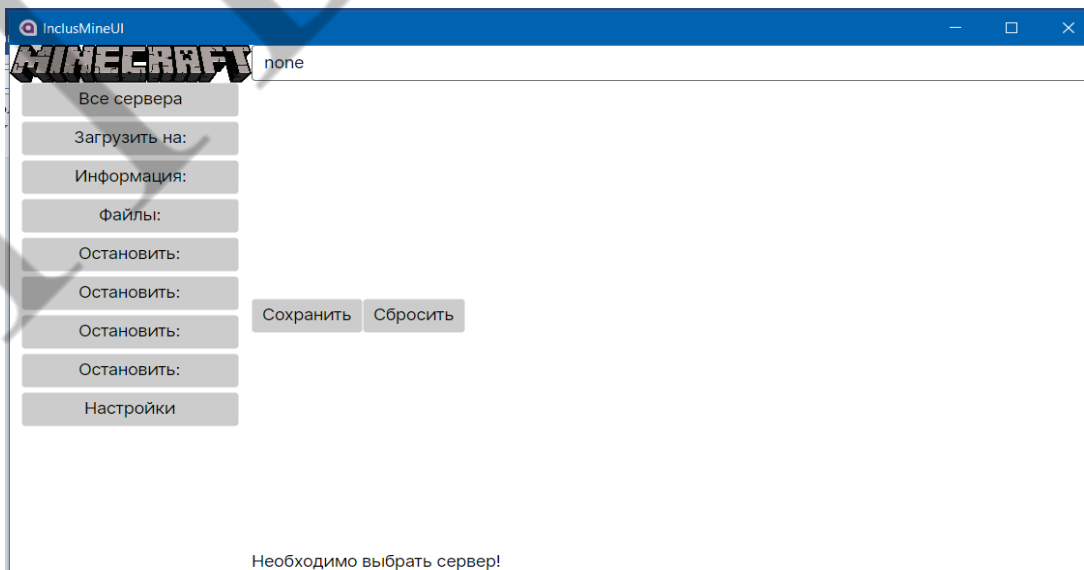 InclusMineUI
MINECRAFT
none
Все сервера
Загрузить на:
Информация:
Файлы:
Остановить:
Остановить:
Остановить:
Остановить:
Настройки
Сохранить Сбросить
Необходимо выбрать сервер!